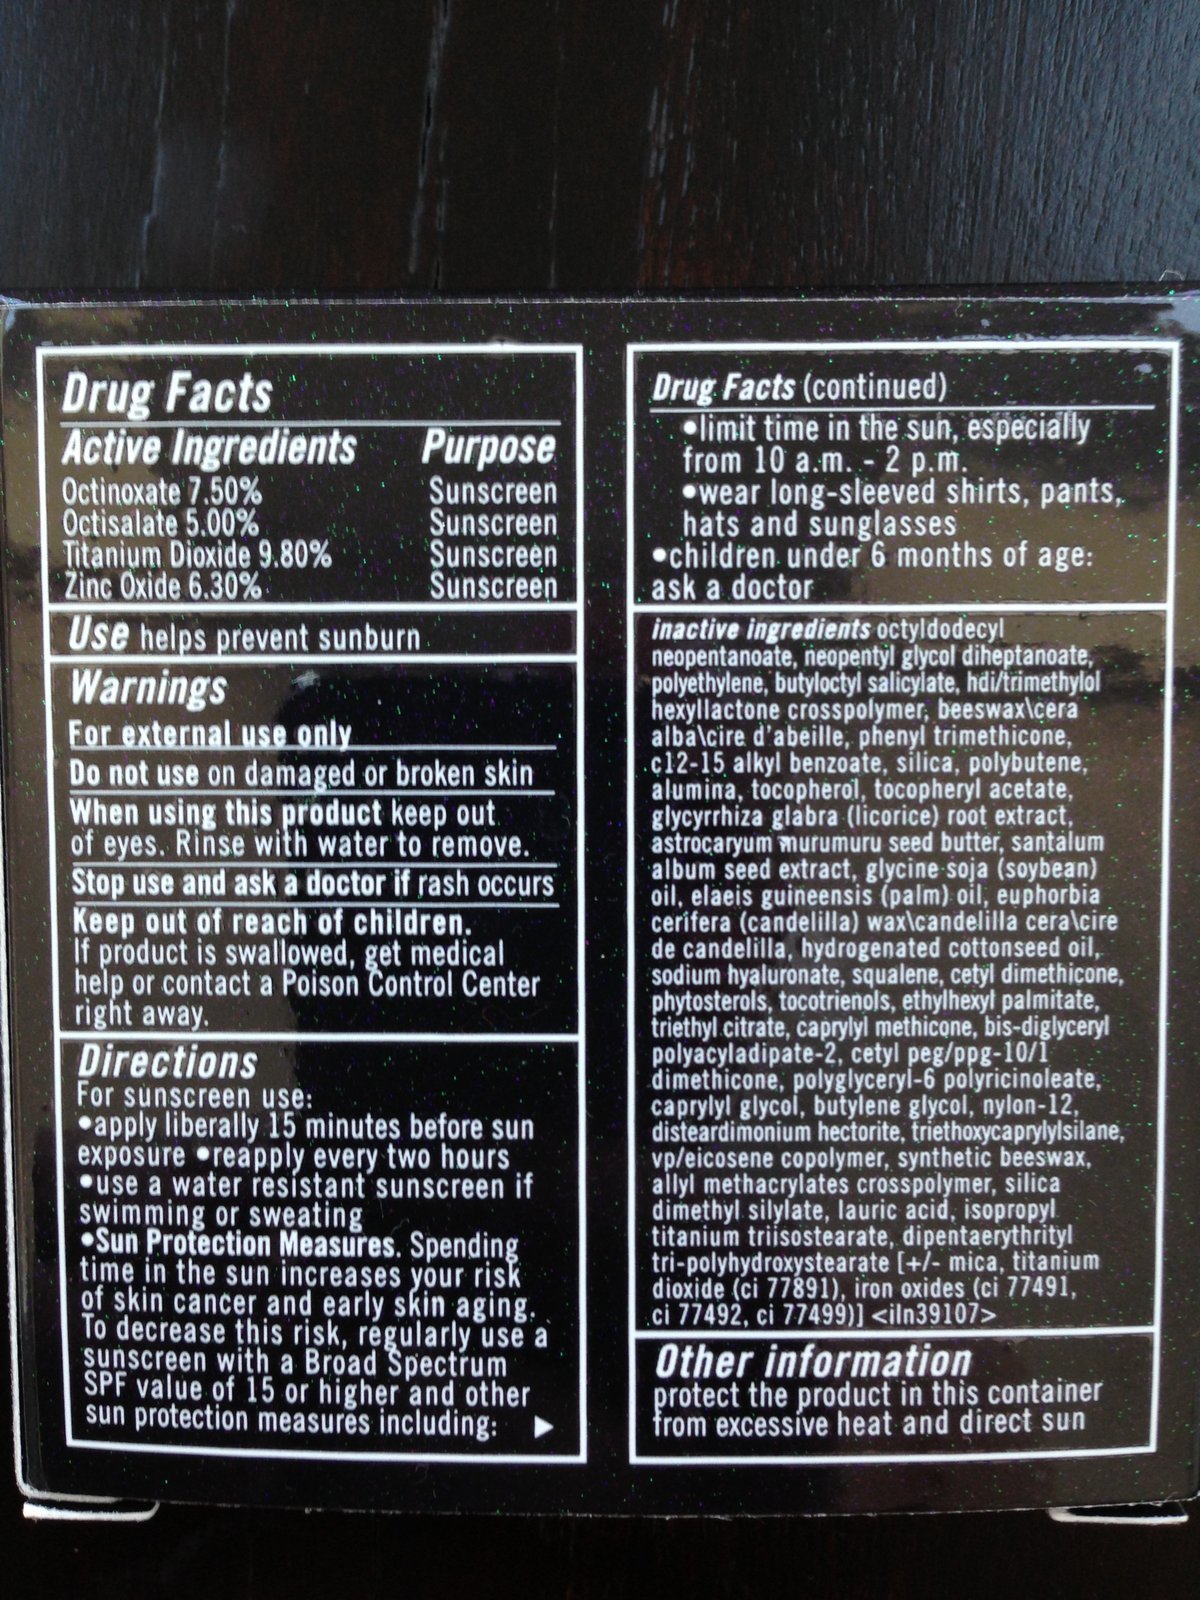 Drug Facts
Active Ingredients Purpose
Octinoxate 7.50% Sunscreen
Octisalate 5.00% Sunscreen
Titanium Dioxide 9.80% Sunscreen
Zinc Oxide 6.30% Sunscreen
Use helps prevent sunburn
Warnings
For external use only
Do not use on damaged or broken skin
When using this product keep out
of eyes. Rinse with water to remove.
Stop use and ask a doctor if rash occurs
Keep out of reach of children.
If product is swallowed, get medical
help or contact a Poison Control Center
right away.
Directions
For sunscreen use:
•apply liberally 15 minutes before sun
exposure •reapply every two hours
•use a water resistant sunscreen if
swimming or sweating
•Sun Protection Measures. Spending
time in the sun increases your risk
of skin cancer and early skin aging.
To decrease this risk, regularly use a
sunscreen with a Broad Spectrum
SPF value of 15 or higher and other
sun protection measures including:
Drug Facts (continued)
•limit time in the sun, especially
from 10 a.m. - 2 p.m.
•wear long-sleeved shirts, pants,
hats and sunglasses
•children under 6 months of age:
ask a doctor
inactive ingredients octyldodecyl
neopentanoate, neopentyl glycol diheptanoate,
polyethylene, butyloctyl salicylate, hdi/trimethylol
hexyllactone crosspolymer, beeswax\cera
alba\cire d'abeille, phenyl trimethicone,
c12-15 alkyl benzoate, silica, polybutene,
alumina, tocopherol, tocopheryl acetate,
glycyrrhiza glabra (licorice) root extract,
astrocaryum murumuru seed butter, santalum
album seed extract, glycine soja (soybean)
oil, elaeis guineensis (palm) oil, euphorbia
cerifera (candelilla) wax\candelilla cera\cire
de candelilla, hydrogenated cottonseed oil,
sodium hyaluronate, squalene, cetyl dimethicone,
phytosterols, tocotrienols, ethylhexyl palmitate,
triethyl citrate, caprylyl methicone, bis-diglyceryl
polyacyladipate-2, cetyl peg/ppg-10/1
dimethicone, polyglyceryl-6 polyricinoleate,
caprylyl glycol, butylene glycol, nylon-12,
disteardimonium hectorite, triethoxycaprylylsilane,
vp/eicosene copolymer, synthetic beeswax,
allyl methacrylates crosspolymer, silica
dimethyl silylate, lauric acid, isopropyl
titanium triisostearate, dipentaerythrityl
tri-polyhydroxystearate [+/- mica, titanium
dioxide (ci 77891), iron oxides (ci 77491,
ci 77492, ci 77499)] <iln39107>
Other information
protect the product in this container
from excessive heat and direct sun